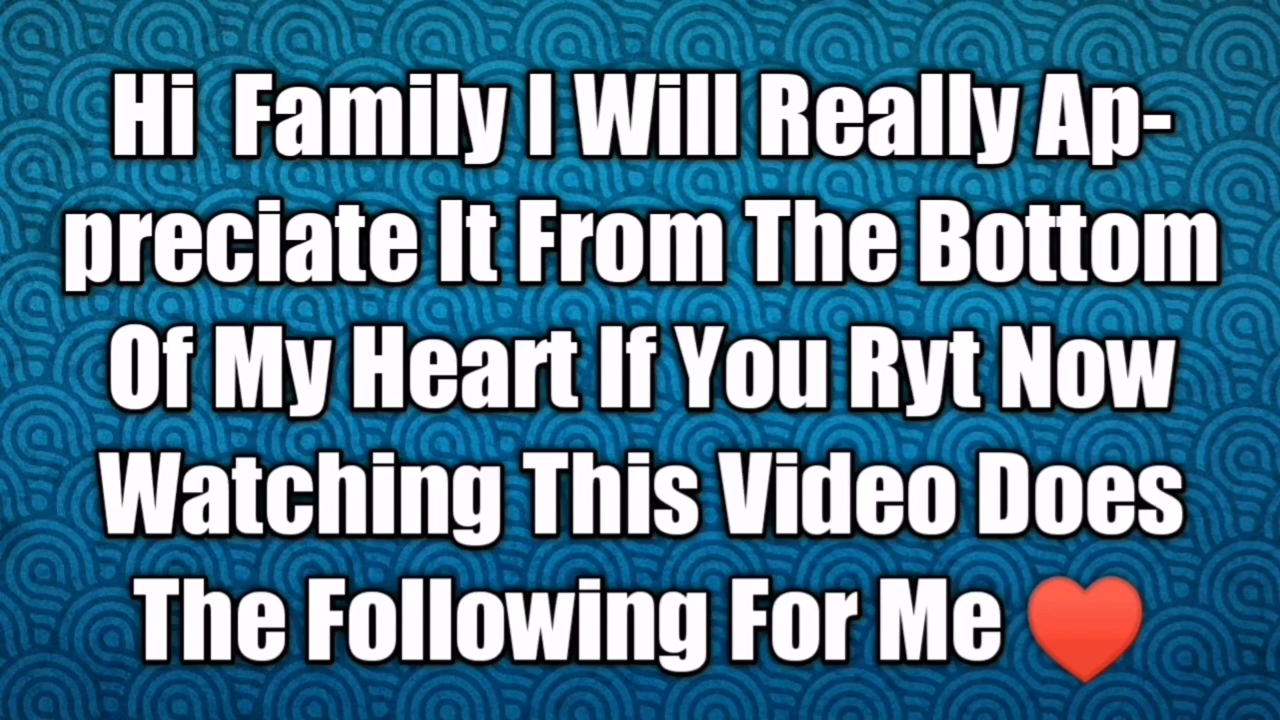 Hi Family I Will Really Ap-
preciate It From The Bottom
Of My Heart If You Ryt Now
Watching This Video Does
The Following For Me ♥️